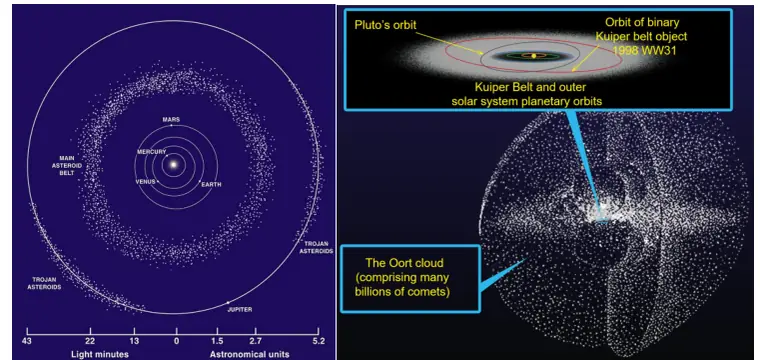 MARS
MERCURY
VENUS
EARTH
MAIN
ASTEROID
BELT
TROJAN
ASTEROIDS
TROJAN
ASTEROIDS
JUPITER
43 22 13 0 1.5 2.7 5.2
Light minutes Astronomical units
Pluto's orbit
Orbit of binary
Kuiper belt object
1998 WW31
Kuiper Belt and outer
solar system planetary orbits
The Oort cloud
(comprising many
billions of comets)